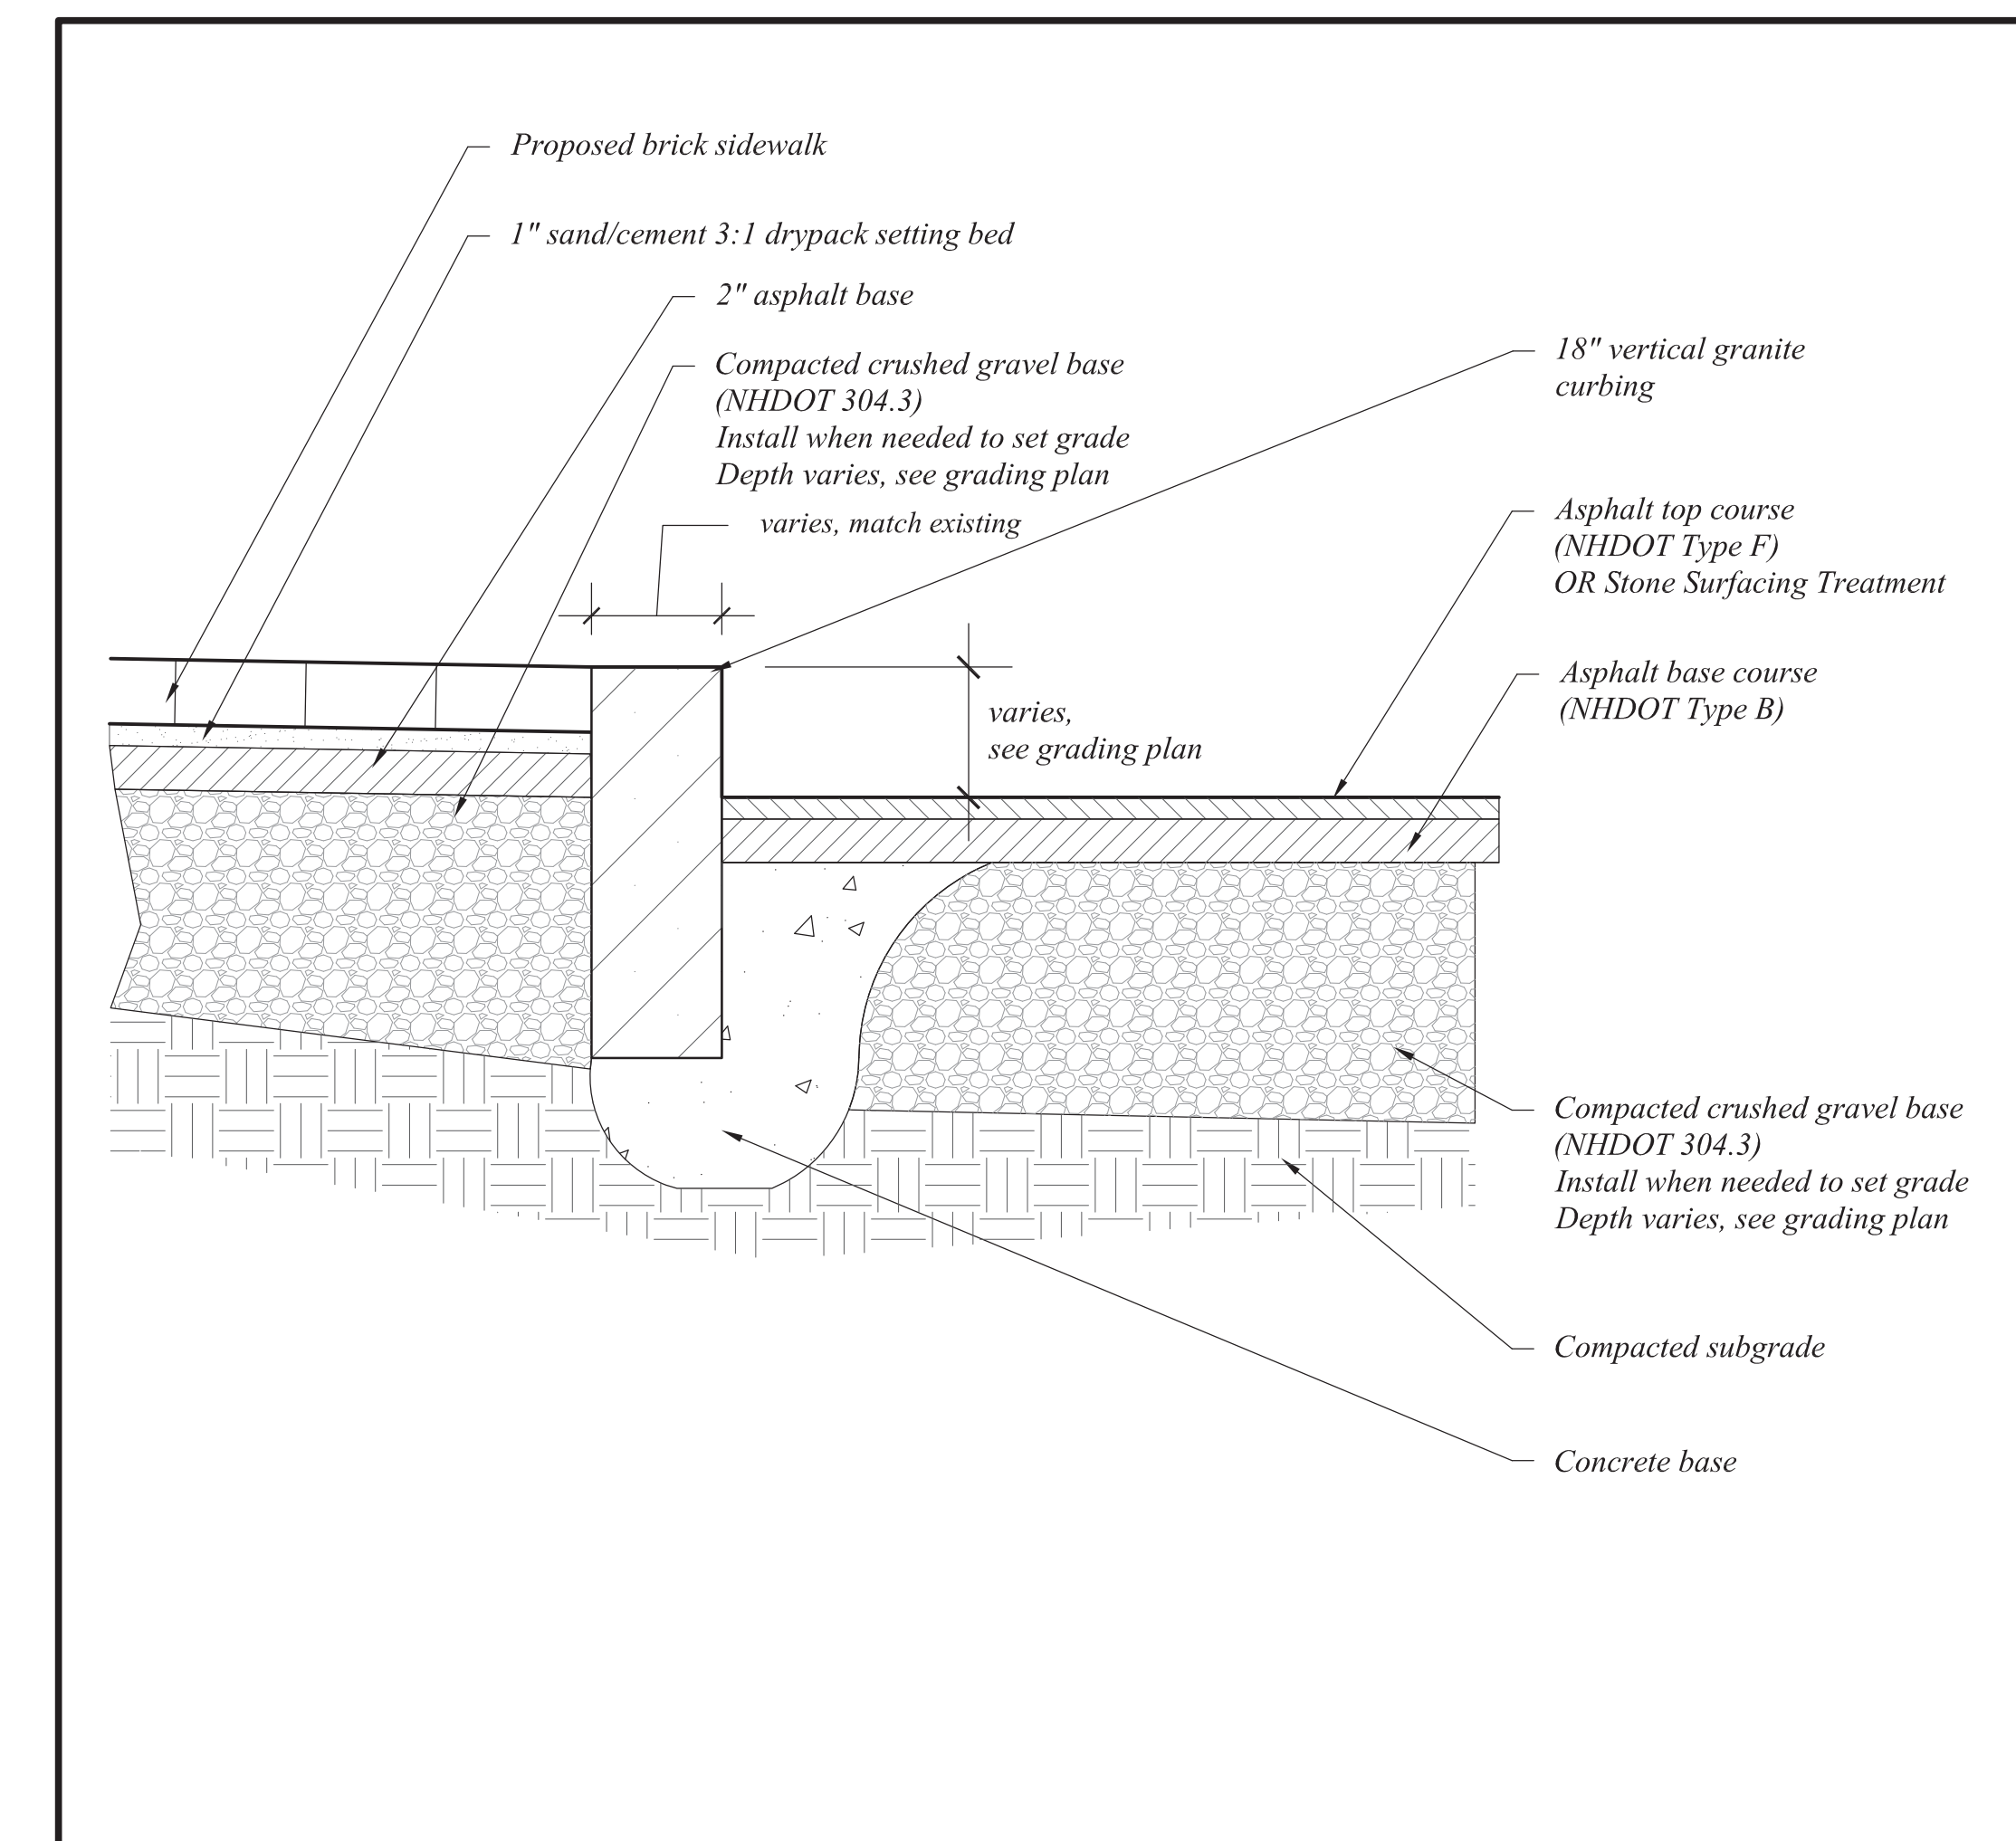 Proposed brick sidewalk
1" sand/cement 3:1 drypack setting bed
2" asphalt base
Compacted crushed gravel base
(NHDOT 304.3)
Install when needed to set grade
Depth varies, see grading plan
varies, match existing
18" vertical granite
curbing
Asphalt top course
(NHDOT Type F)
OR Stone Surfacing Treatment
Asphalt base course
(NHDOT Type B)
varies,
see grading plan
Compacted crushed gravel base
(NHDOT 304.3)
Install when needed to set grade
Depth varies, see grading plan
Compacted subgrade
Concrete base